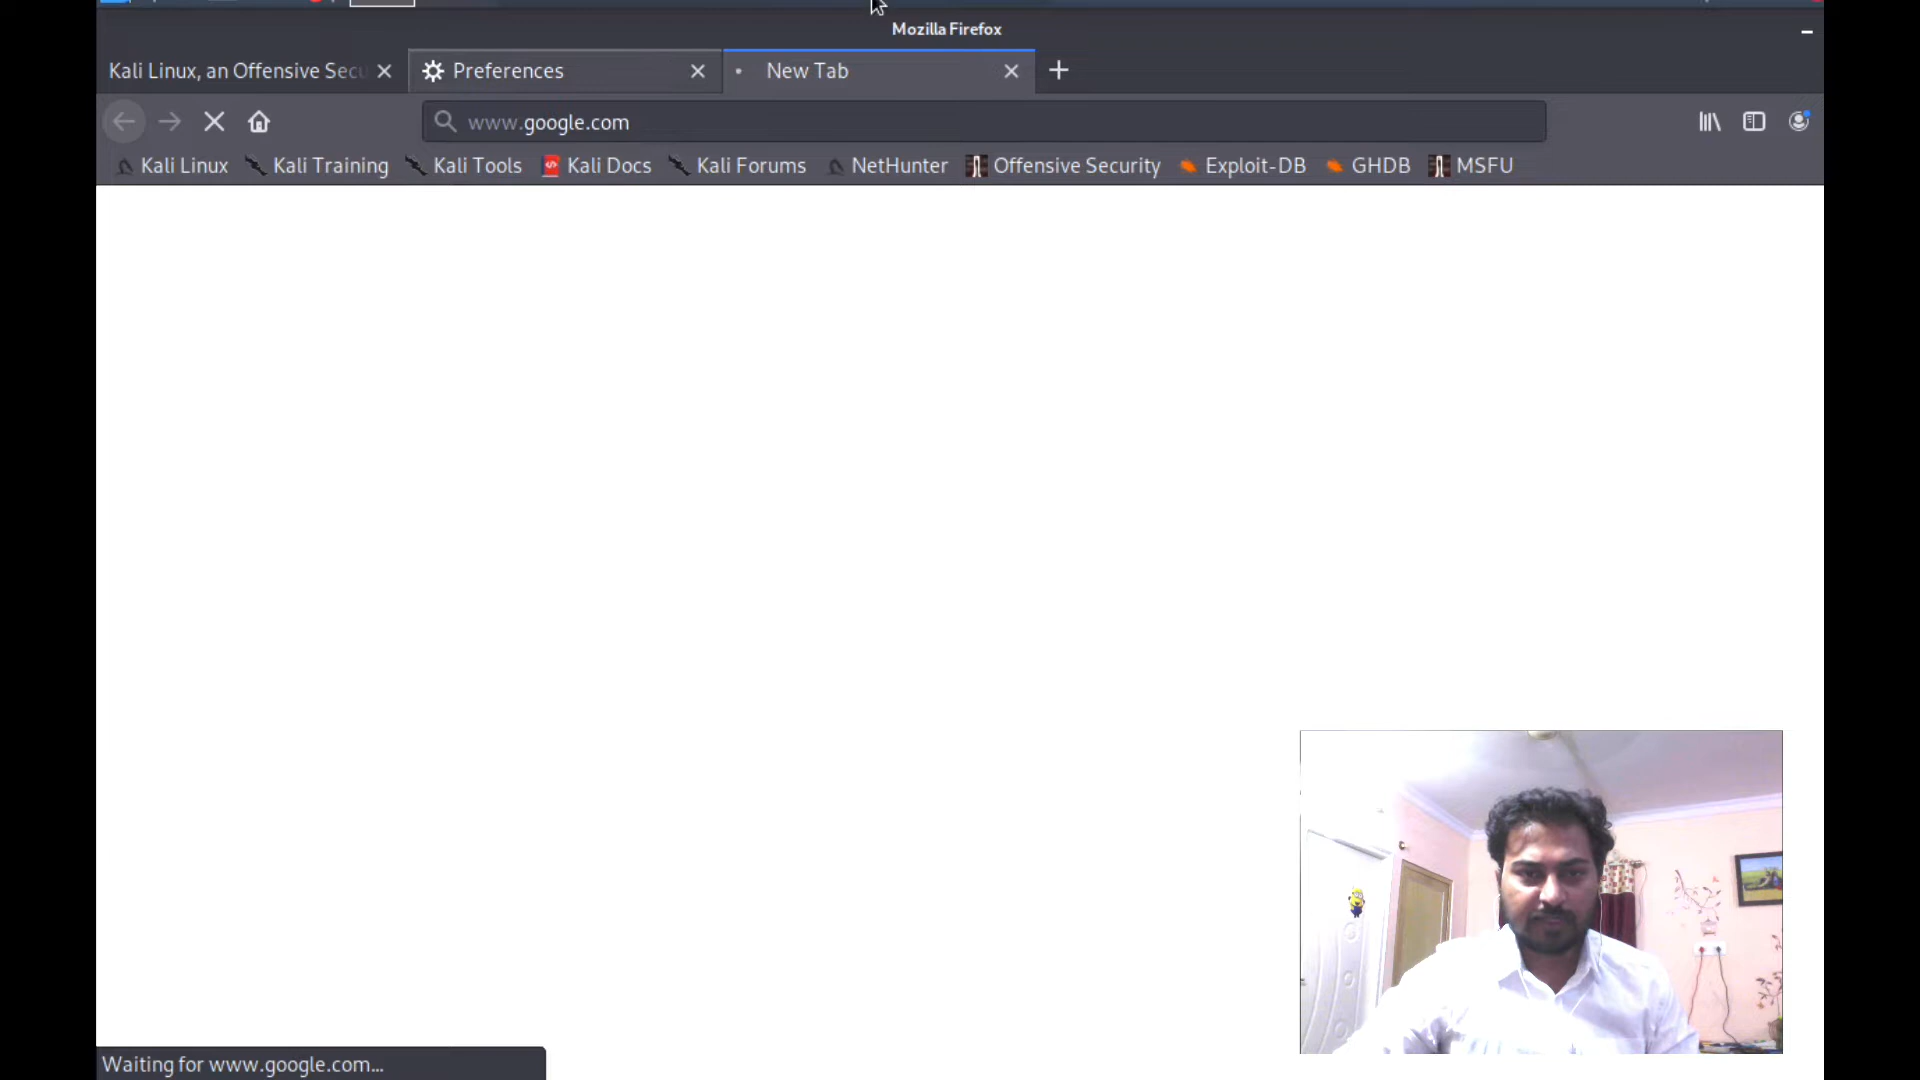 Mozilla Firefox
Kali Linux, an Offensive Secu
Preferences
New Tab
www.google.com
Kali Linux
Kali Training
Kali Tools
Kali Docs
Kali Forums
NetHunter
Offensive Security
Exploit-DB
GHDB
MSFU
Waiting for www.google.com...